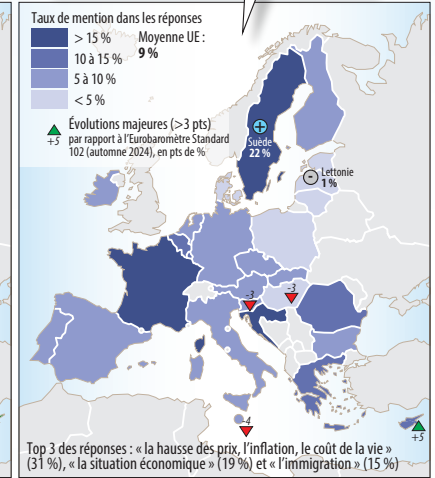 Taux de mention dans les réponses
> 15 %
Moyenne UE :
9 %
10 à 15 %
5 à 10 %
< 5 %
Évolutions majeures (>3 pts)
par rapport à l'Eurobaromètre Standard
102 (automne 2024), en pts de %
+5
+
Suède
22 %
-
Lettonie
1 %
-3
-3
-4
+5
Top 3 des réponses : « la hausse des prix, l'inflation, le coût de la vie »
(31 %), « la situation économique » (19 %) et « l'immigration » (15 %)